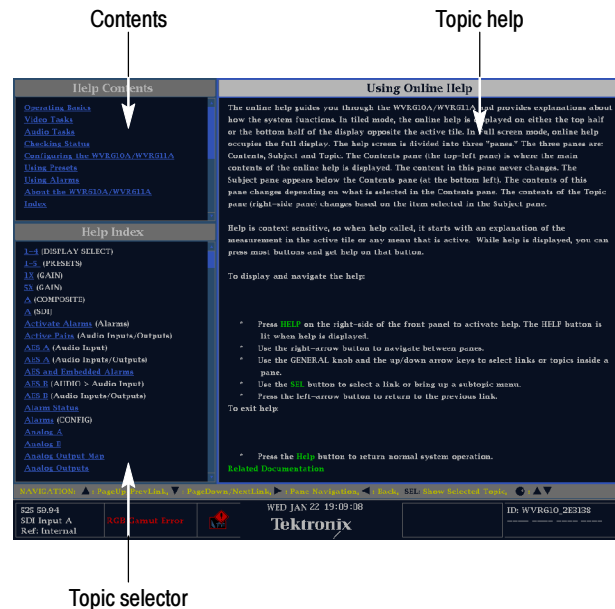 Contents
Topic help
Help Contents
Operating Basics
Video Tasks
Audio Tasks
Checking Status
Configuring the WVR610A/WVR611A
Using Presets
Using Alarms
About the WVR610A/WVR611A
Index
Help Index
1-4 (DISPLAY SELECT)
1-5 (PRESETS)
1X (GAIN)
5X (GAIN)
A (COMPOSITE)
A (SDI)
Activate Alarms (Alarms)
Active Pairs (Audio Inputs/Outputs)
AES A (Audio Input)
AES A (Audio Inputs/Outputs)
AES and Embedded Alarms
AES B (AUDIO > Audio Input)
AES B (Audio Inputs/Outputs)
Alarm Status
Alarms (CONFIG)
Analog A
Analog B
Analog Output Map
Analog Outputs
Using Online Help
The online help guides you through the WVR610A/WVR611A and provides explanations about
how the system functions. In tiled mode, the online help is displayed on either the top half
or the bottom half of the display opposite the active tile. In full screen mode, online help
occupies the full display. The help screen is divided into three "panes." The three panes are:
Contents, Subject and Topic. The Contents pane (the top-left pane) is where the main
contents of the online help is displayed. The content in this pane never changes. The
Subject pane appears below the Contents pane (at the bottom left). The contents of this
pane changes depending on what is selected in the Contents pane. The contents of the Topic
pane (right-side pane) changes based on the item selected in the Subject pane.
Help is context sensitive, so when help called, it starts with an explanation of the
measurement in the active tile or any menu that is active. While help is displayed, you can
press most buttons and get help on that button.
To display and navigate the help:
* Press HELP on the right-side of the front panel to activate help. The HELP button is
lit when help is displayed.
* Use the right-arrow button to navigate between panes.
* Use the GENERAL knob and the up/down arrow keys to select links or topics inside a
pane.
* Use the SEL button to select a link or bring up a subtopic menu.
* Press the left-arrow button to return to the previous link.
To exit help:
* Press the Help button to return normal system operation.
Related Documentation
NAVIGATION: ▲: PageUp/PrevLink, ▼: PageDown/NextLink, ►: Pane Navigation, ◄: Back, SEL: Show Selected Topic, : ▲▼
525 59.94
SDI Input A
Ref: Internal
RGB Gamut Error
WED JAN 22 19:09:08
Tektronix
ID: WVR610_2E3138
---- ---- ---- ----
Topic selector